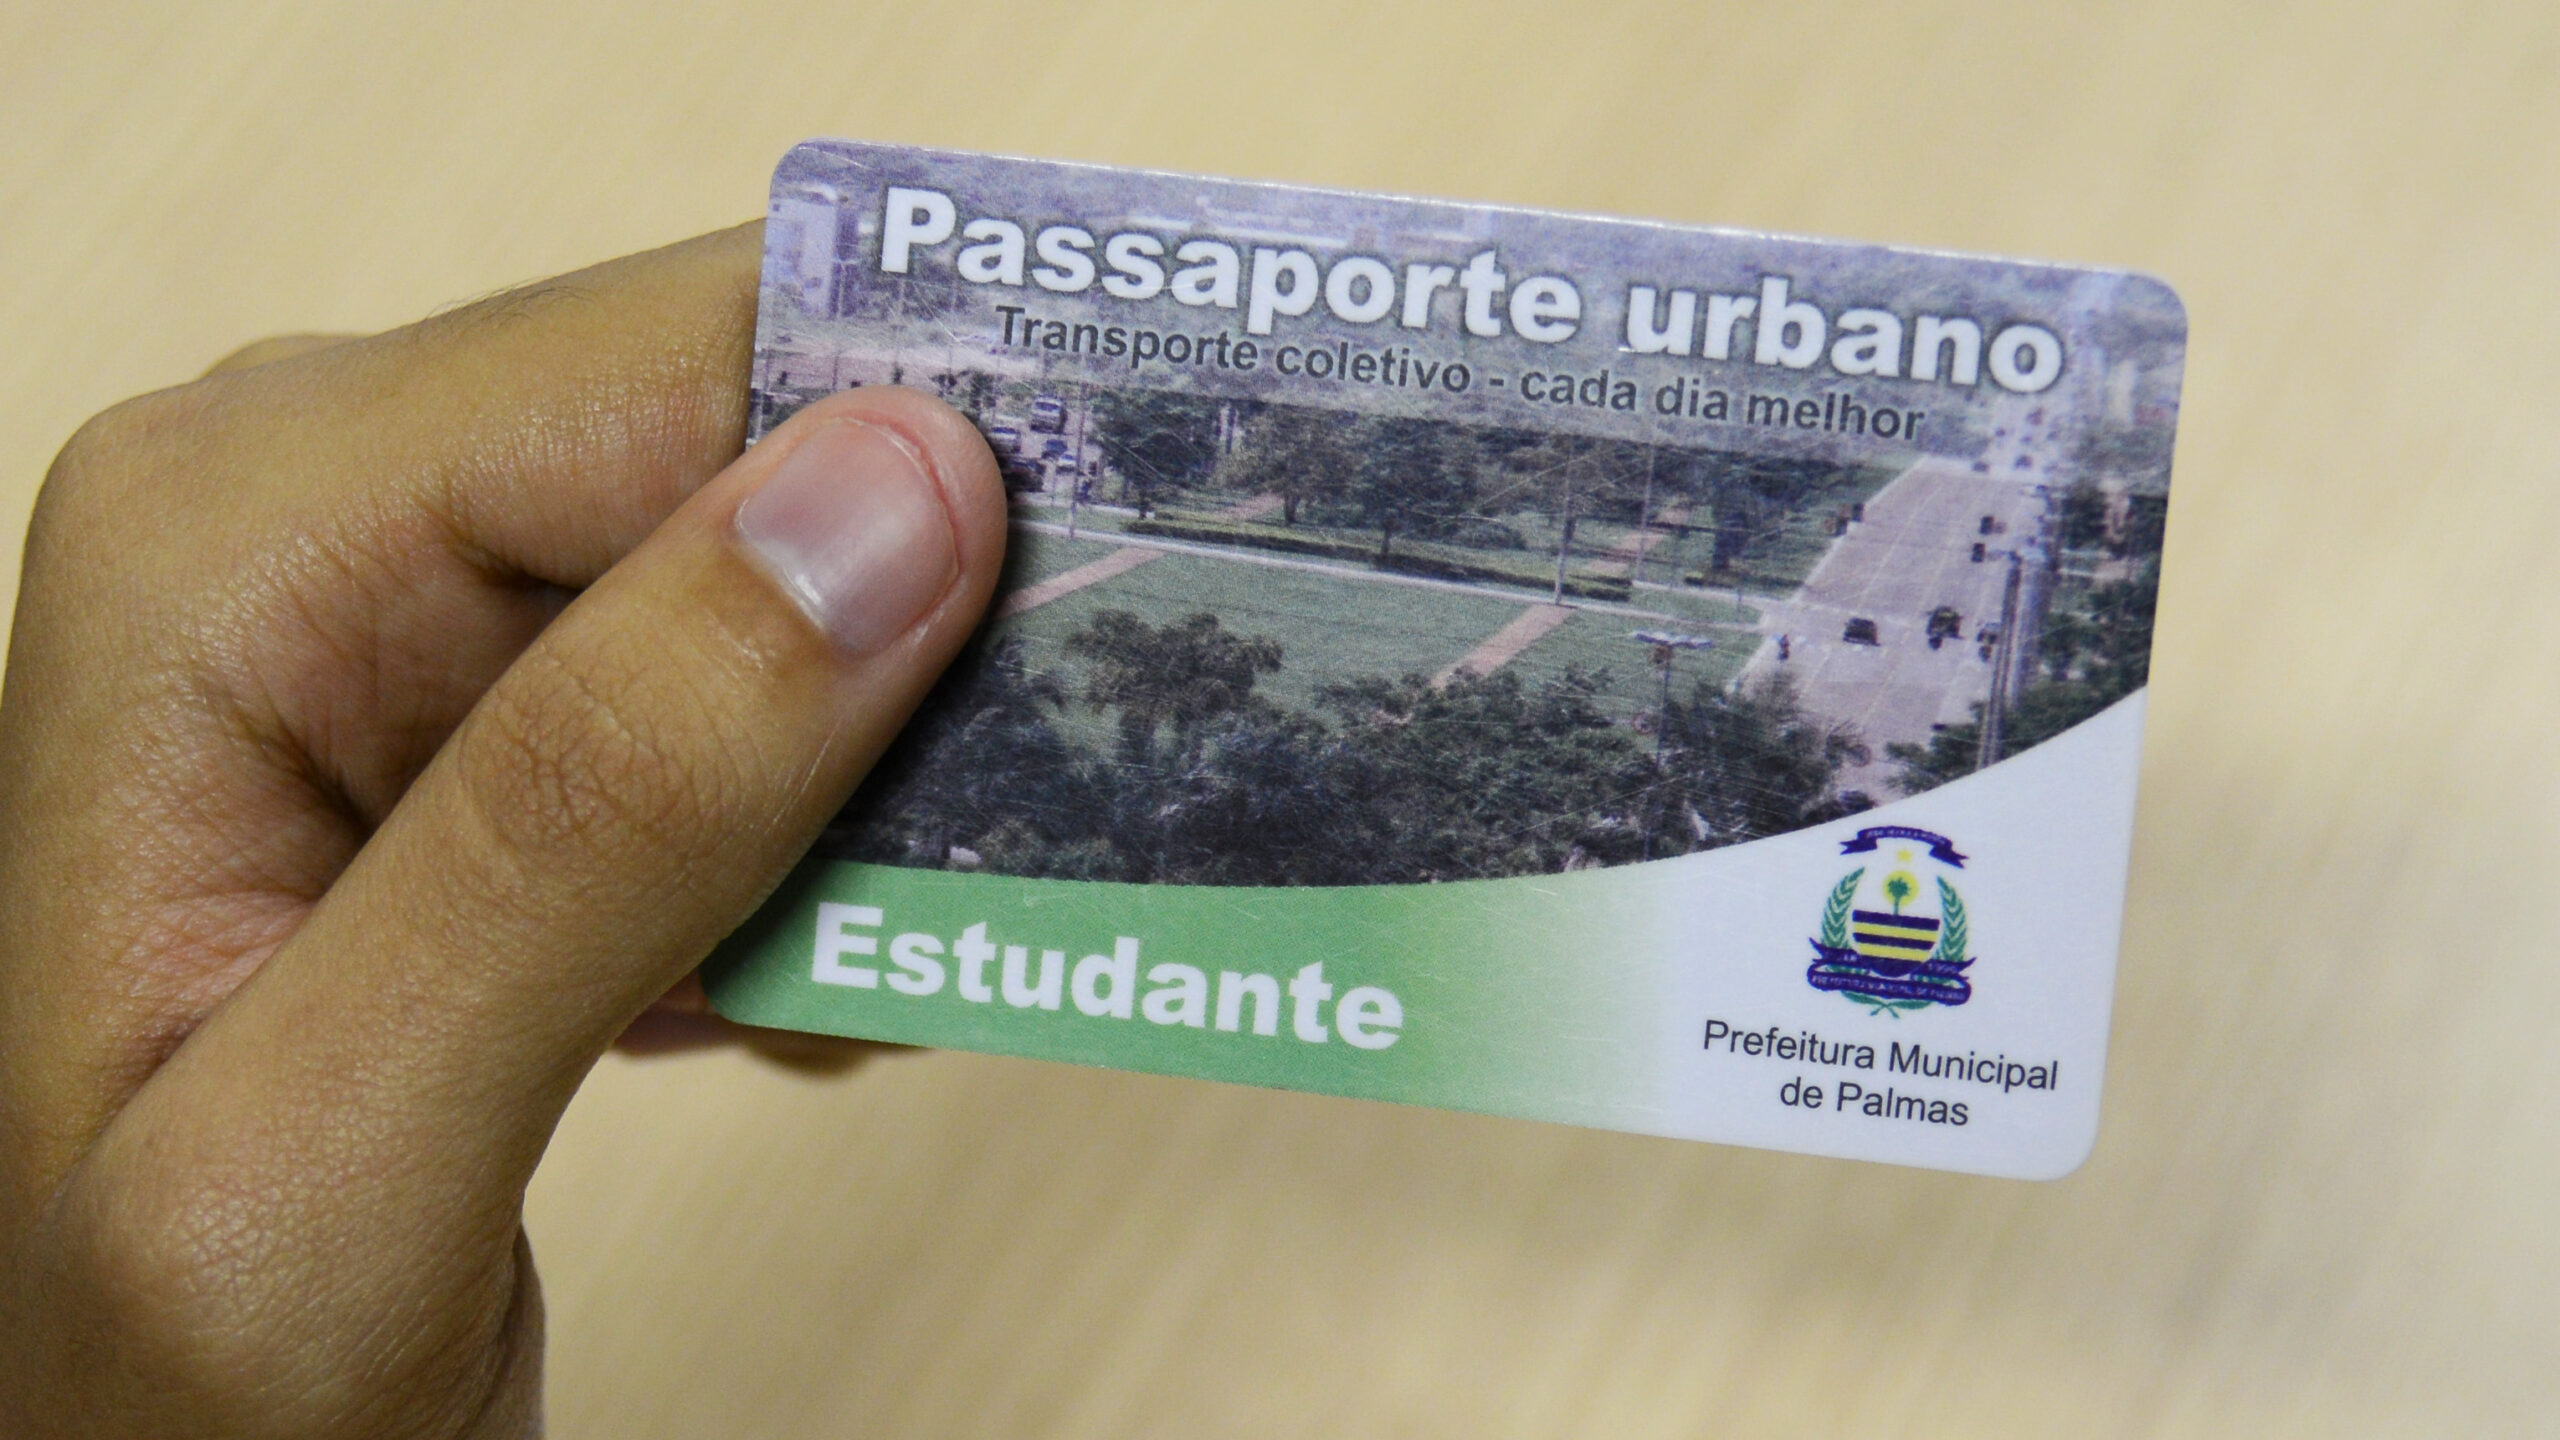 Passaporte urbano
Transporte coletivo - cada dia melhor
Estudante
Prefeitura Municipal
de Palmas